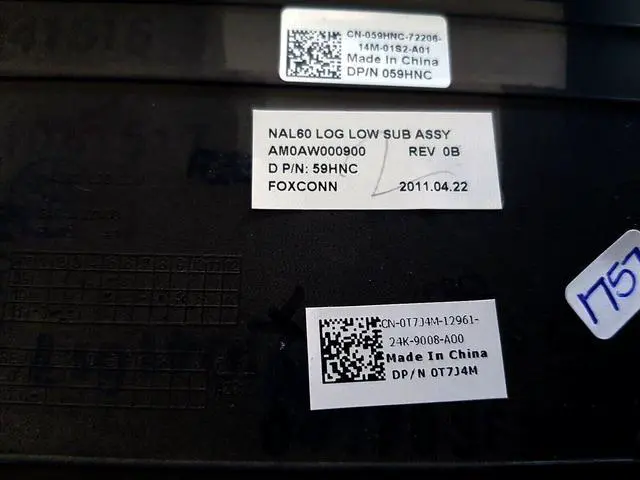 CN-059HNC-72206-
14M-01S2-A01
Made In China
DP/N 059HNC
NAL60 LOG LOW SUB ASSY
AM0AW000900 REV 0B
D P/N: 59HNC
FOXCONN 2011.04.22
1757
CN-0T7J4M-12961-
24K-9008-A00
Made In China
DP/N 0T7J4M